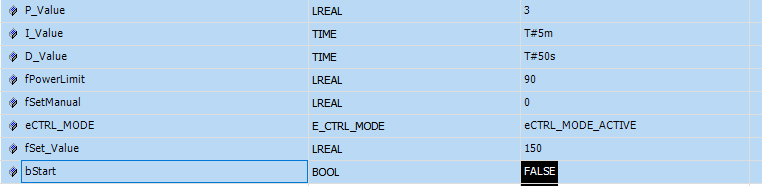 P_Value LREAL 3
I_Value TIME T#5m
D_Value TIME T#50s
fPowerLimit LREAL 90
fSetManual LREAL 0
eCTRL_MODE E_CTRL_MODE eCTRL_MODE_ACTIVE
fSet_Value LREAL 150
bStart BOOL FALSE